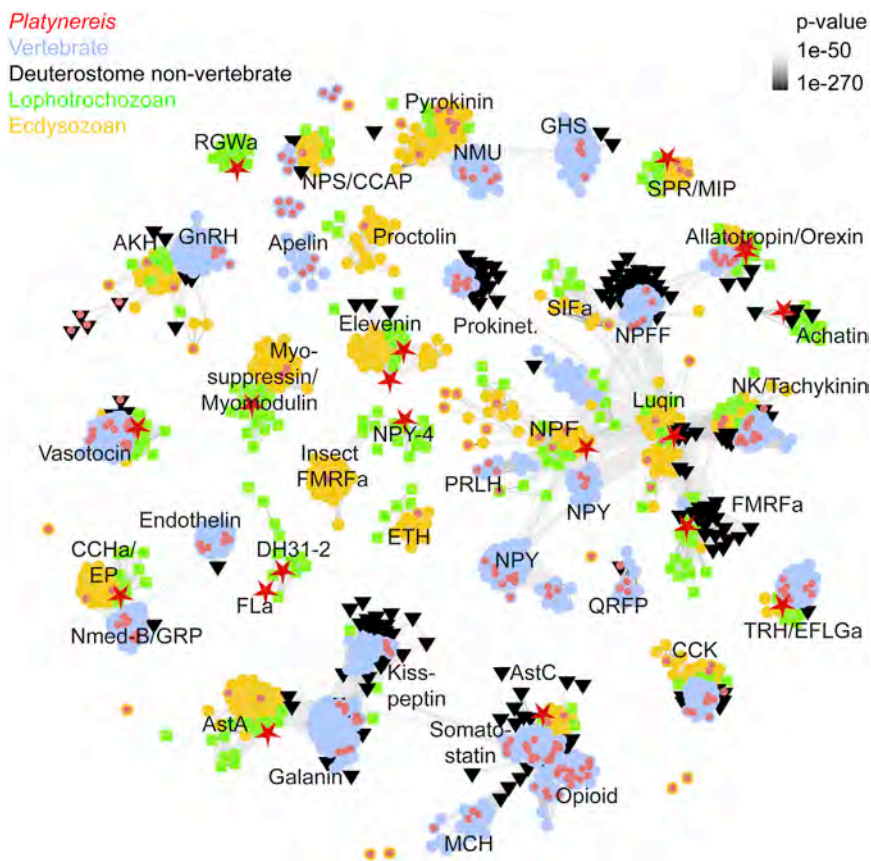 Platynereis
Vertebrate
Deuterostome non-vertebrate
Lophotrochozoan
Ecdysozoan
p-value
1e-50
1e-270
Pyrokinin
GHS
RGWa
NMU
NPS/CCAP
SPR/MIP
AKH
GnRH
Apelin
Proctolin
Allatotropin/Orexin
SIFa
Prokinet.
NPFF
Achatin
Elevenin
Myo-
suppressin/
Myomodulin
NK/Tachykinin
Luqin
NPY-4
NPF
Vasotocin
Insect
FMRFa
PRLH
NPY
FMRFa
Endothelin
ETH
CCHa/
EP
DH31-2
NPY
FLa
QRFP
Nmed-B/GRP
TRH/EFLGa
CCK
Kiss-
peptin
AstC
AstA
Somato-
statin
Galanin
Opioid
MCH